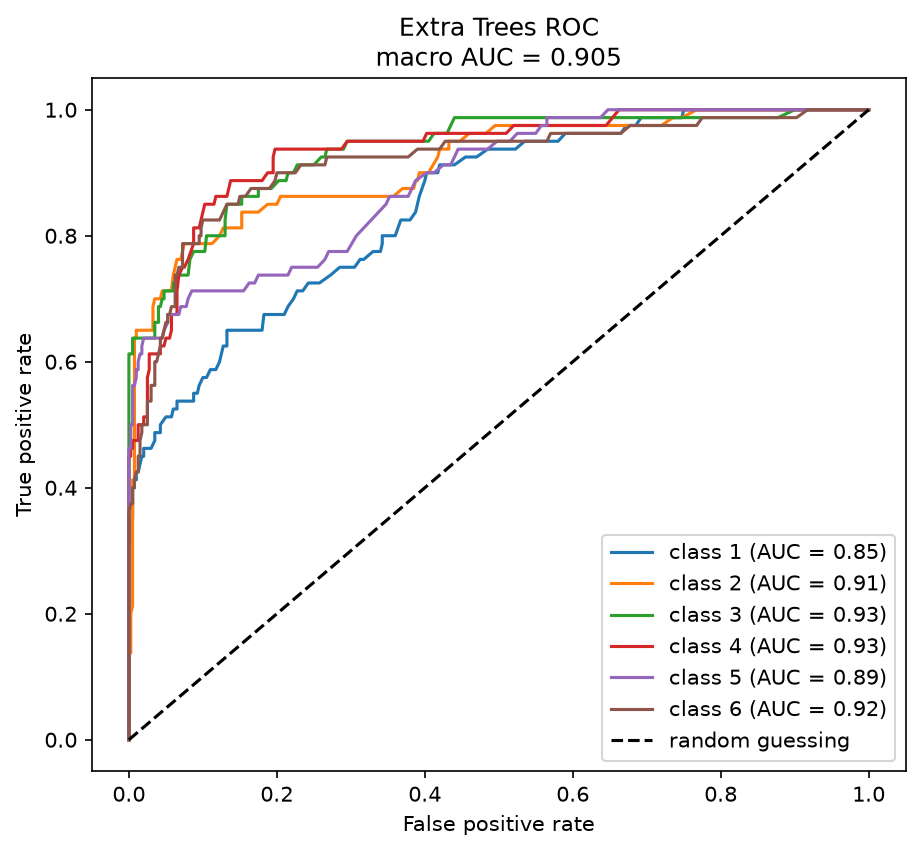 Extra Trees ROC
macro AUC = 0.905
True positive rate
1.0
0.8
0.6
0.4
0.2
0.0
0.0 0.2 0.4 0.6 0.8 1.0
False positive rate
class 1 (AUC = 0.85)
class 2 (AUC = 0.91)
class 3 (AUC = 0.93)
class 4 (AUC = 0.93)
class 5 (AUC = 0.89)
class 6 (AUC = 0.92)
random guessing